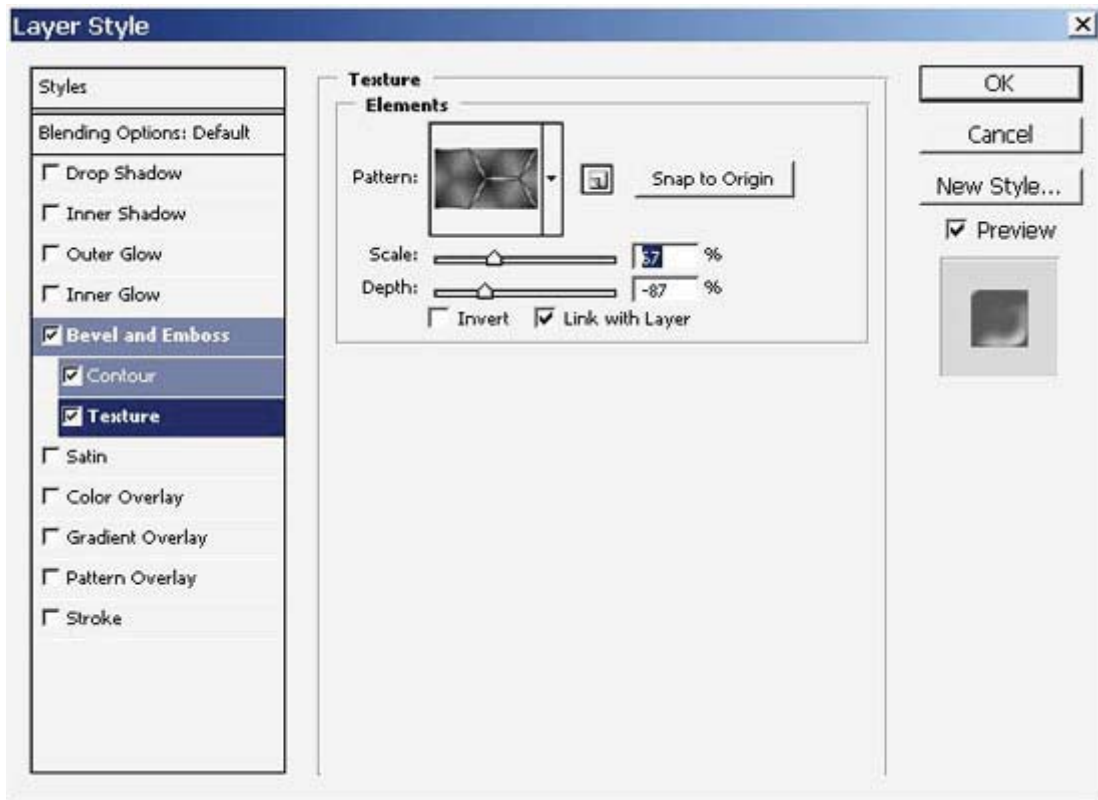 Layer Style
Styles
Blending Options: Default
Drop Shadow
Inner Shadow
Outer Glow
Inner Glow
Bevel and Emboss
Contour
Texture
Satin
Color Overlay
Gradient Overlay
Pattern Overlay
Stroke
Texture
Elements
Pattern:
Snap to Origin
Scale: 67 %
Depth: -87 %
Invert Link with Layer
OK
Cancel
New Style...
Preview